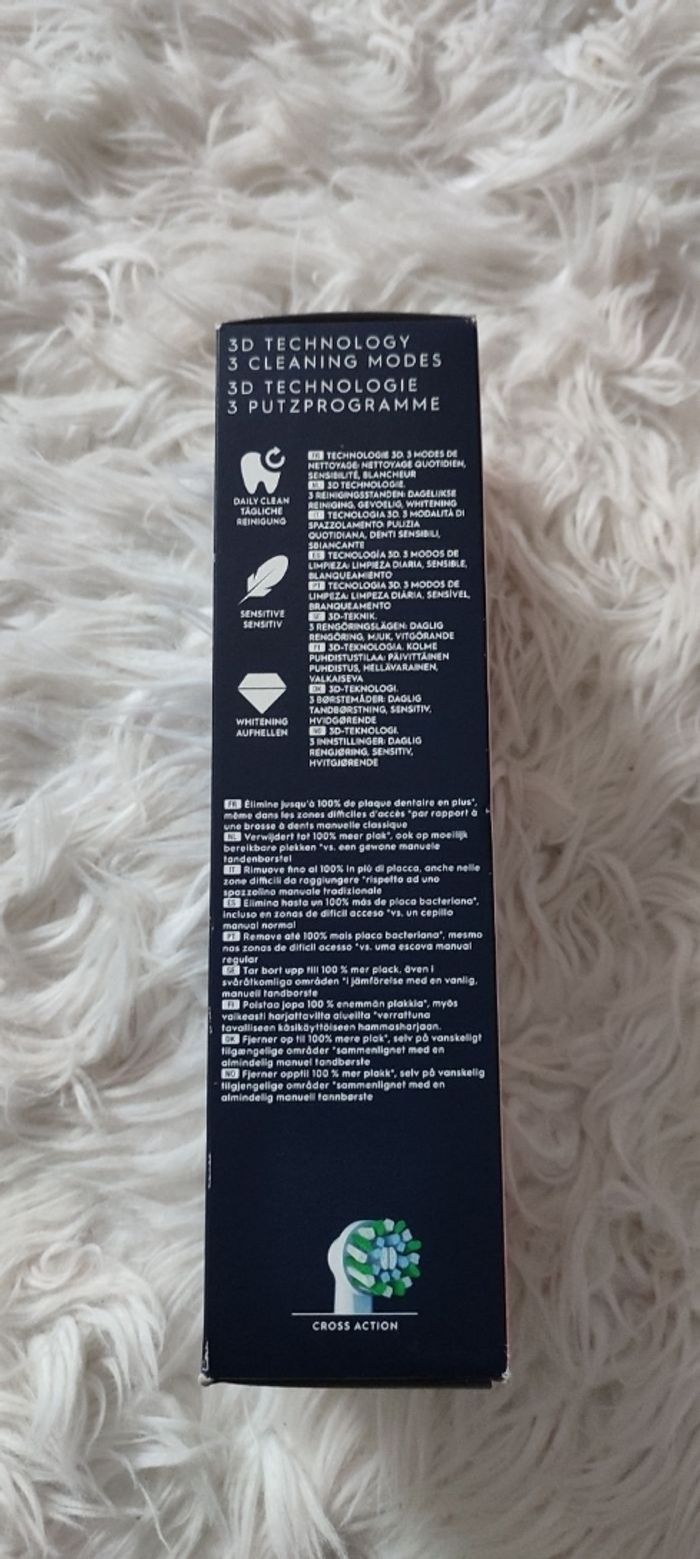 3D TECHNOLOGY
3 CLEANING MODES
3D TECHNOLOGIE
3 PUTZPROGRAMME
DAILY CLEAN
TÄGLICHE
REINIGUNG
SENSITIVE
SENSITIV
WHITENING
AUFHELLEN
FR TECHNOLOGIE 3D. 3 MODES DE
NETTOYAGE: NETTOYAGE QUOTIDIEN,
SENSIBILITÉ, BLANCHEUR
NL 3D TECHNOLOGIE.
3 REINIGINGSSTANDEN: DAGELIJKSE
REINIGING, GEVOELIG, WHITENING
IT TECNOLOGIA 3D. 3 MODALITÀ DI
SPAZZOLAMENTO: PULIZIA
QUOTIDIANA, DENTI SENSIBILI,
SBIANCANTE
ES TECNOLOGÍA 3D. 3 MODOS DE
LIMPIEZA: LIMPIEZA DIARIA, SENSIBLE,
BLANQUEAMIENTO
PT TECNOLOGIA 3D. 3 MODOS DE
LIMPEZA: LIMPEZA DIÁRIA, SENSÍVEL,
BRANQUEAMENTO
SE 3D-TEKNIK.
3 RENGÖRINGSLÄGEN: DAGLIG
RENGÖRING, MJUK, VITGÖRANDE
FI 3D-TEKNOLOGIA. KOLME
PUHDISTUSTILAA: PÄIVITTÄINEN
PUHDISTUS, HELLÄVARAINEN,
VALKAISEVA
DK 3D-TEKNOLOGI.
3 BØRSTEMÅDER: DAGLIG
TANDBØRSTNING, SENSITIV,
HVIDGØRENDE
NO 3D-TEKNOLOGI.
3 INNSTILLINGER: DAGLIG
RENGJØRING, SENSITIV,
HVITGJØRENDE
FR Élimine jusqu'à 100% de plaque dentaire en plus*,
même dans les zones difficiles d'accès *par rapport à
une brosse à dents manuelle classique
NL Verwijdert tot 100% meer plak*, ook op moeilijk
bereikbare plekken *vs. een gewone manuele
tandenborstel
IT Rimuove fino al 100% in più di placca, anche nelle
zone difficili da raggiungere *rispetto ad uno
spazzolino manuale tradizionale
ES Elimina hasta un 100% más de placa bacteriana*,
incluso en zonas de difícil acceso *vs. un cepillo
manual normal
PT Remove até 100% mais placa bacteriana*, mesmo
nas zonas de difícil acesso *vs. uma escova manual
regular
SE Tar bort upp till 100 % mer plack, även i
svåråtkomliga områden *i jämförelse med en vanlig,
manuell tandborste
FI Poistaa jopa 100 % enemmän plakkia*, myös
vaikeasti harjattavilta alueilta *verrattuna
tavalliseen käsikäyttöiseen hammasharjaan.
DK Fjerner op til 100% mere plak*, selv på vanskeligt
tilgængelige områder *sammenlignet med en
almindelig manuel tandbørste
NO Fjerner opptil 100 % mer plakk*, selv på vanskelig
tilgjengelige områder *sammenlignet med en
almindelig manuell tannbørste
CROSS ACTION